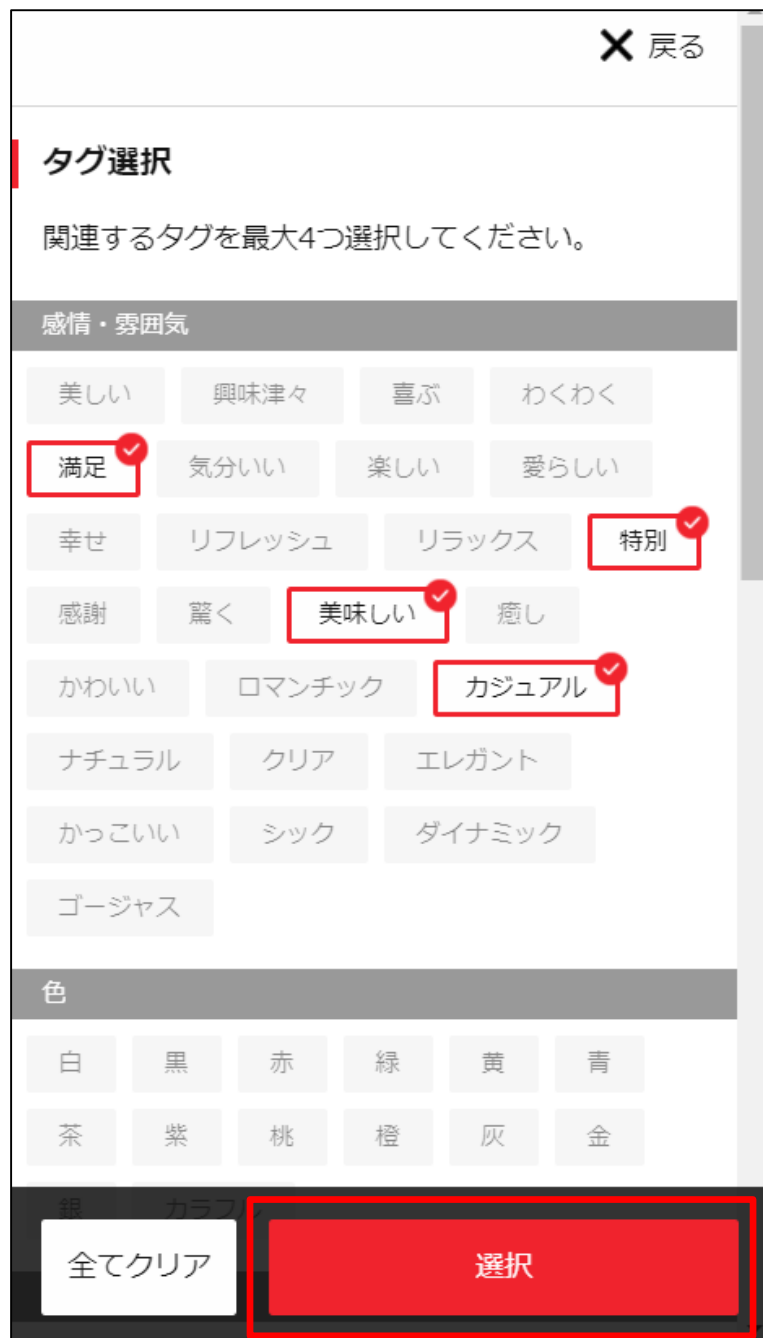 戻る
タグ選択
関連するタグを最大4つ選択してください。
感情・雰囲気
美しい 興味津々 喜ぶ わくわく
満足 気分いい 楽しい 愛らしい
幸せ リフレッシュ リラックス 特別
感謝 驚く 美味しい 癒し
かわいい ロマンチック カジュアル
ナチュラル クリア エレガント
かっこいい シック ダイナミック
ゴージャス
色
白 黒 赤 緑 黄 青
茶 紫 桃 橙 灰 金
銀 カラフル
全てクリア 選択